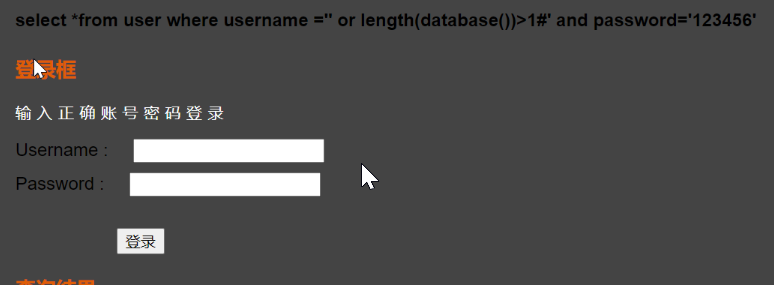 select *from user where username ='' or length(database())>1#' and password='123456'
登录框
输入正确账号密码登录
Username :
Password :
登录